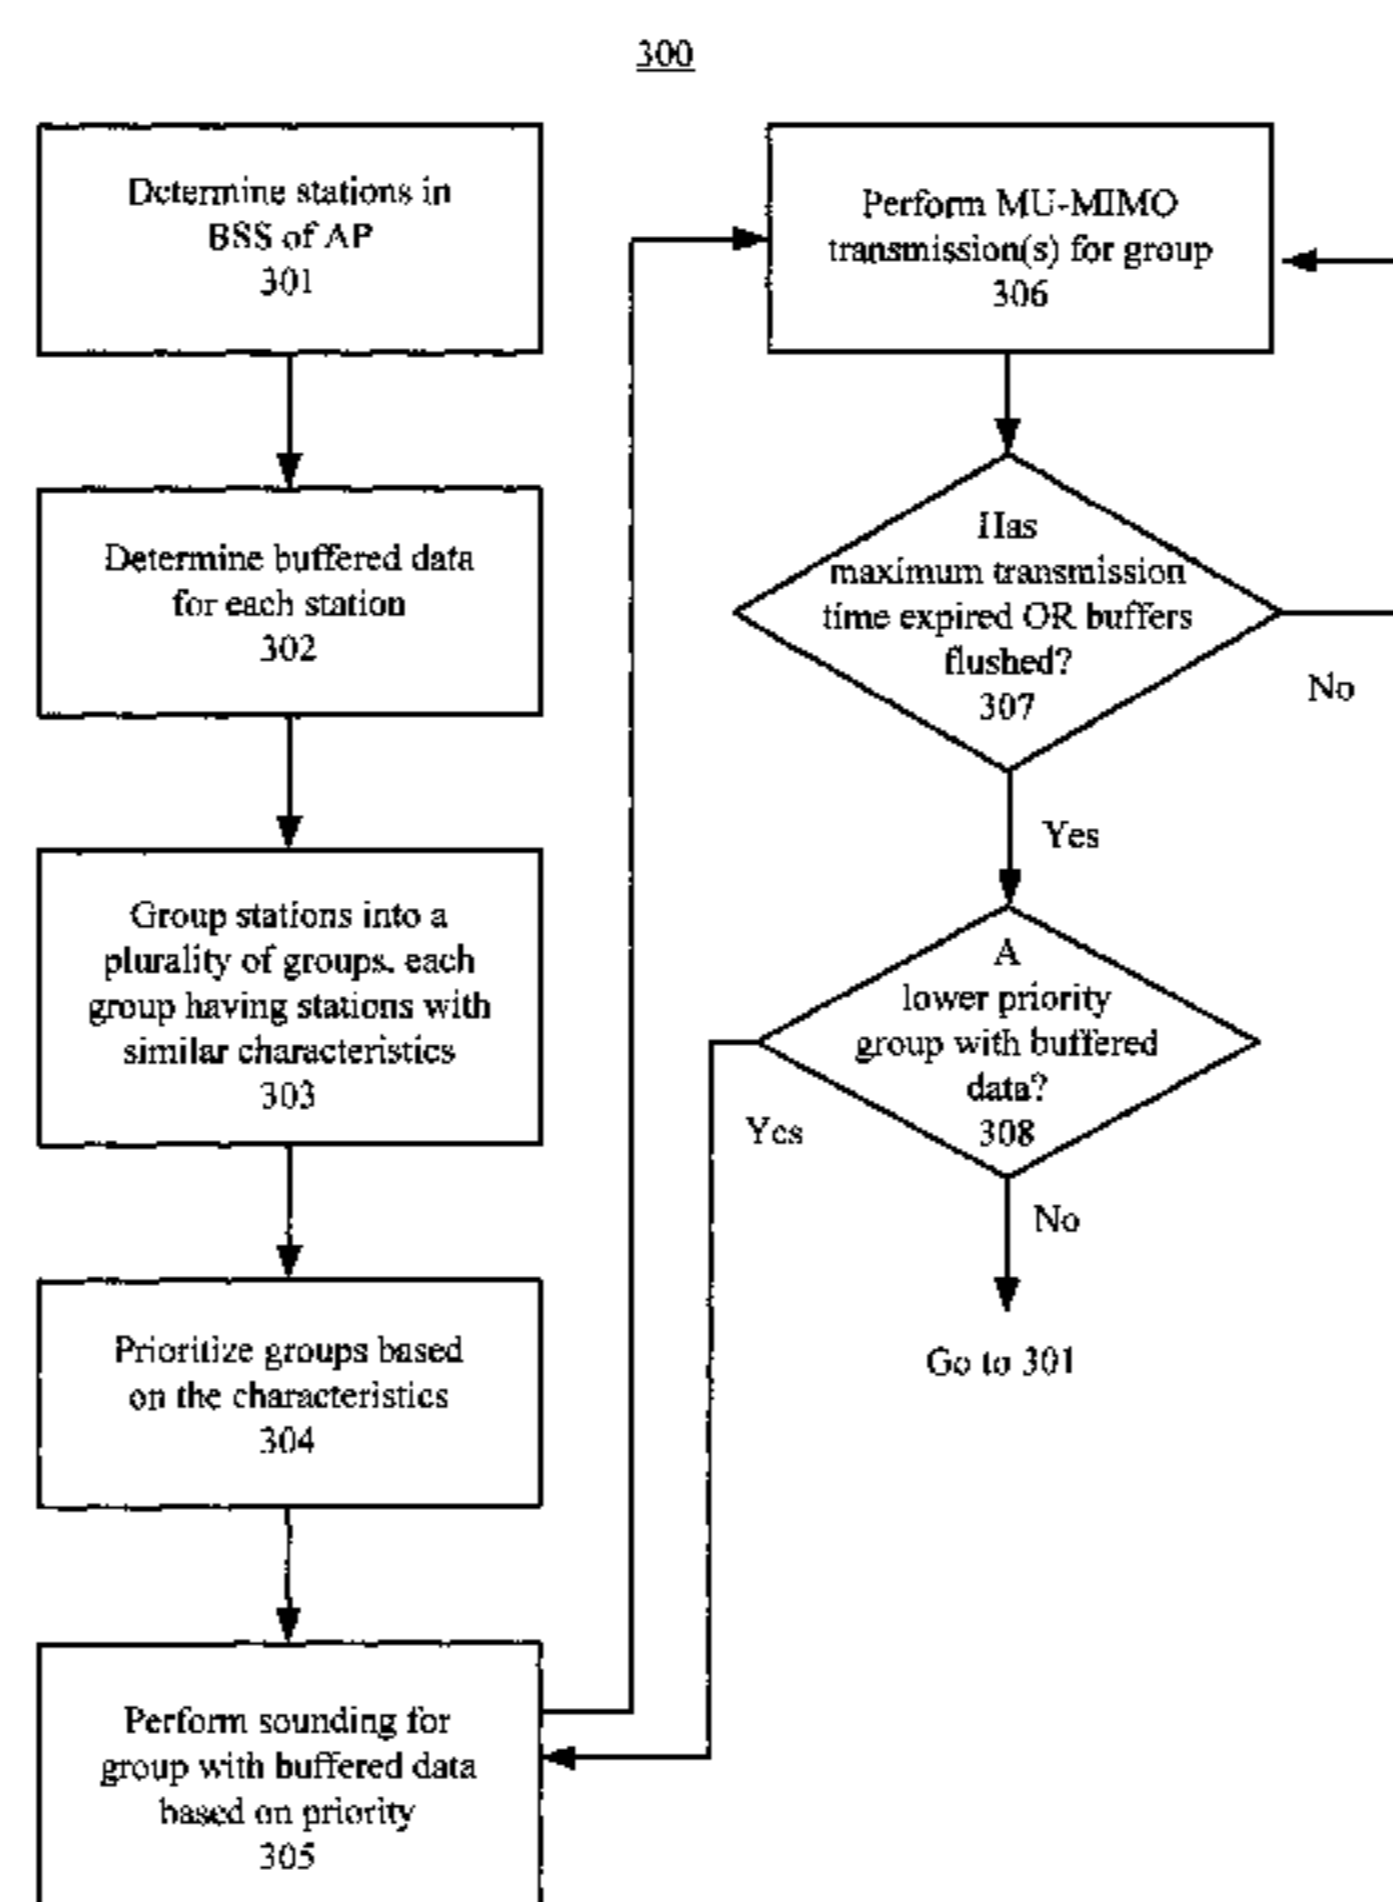 300
Determine stations in
BSS of AP
301
Determine buffered data
for each station
302
Group stations into a
plurality of groups, each
group having stations with
similar characteristics
303
Prioritize groups based
on the characteristics
304
Perform sounding for
group with buffered data
based on priority
305
Perform MU-MIMO
transmission(s) for group
306
Has
maximum transmission
time expired OR buffers
flushed?
307
No
Yes
A
lower priority
group with buffered
data?
308
Yes
No
Go to 301